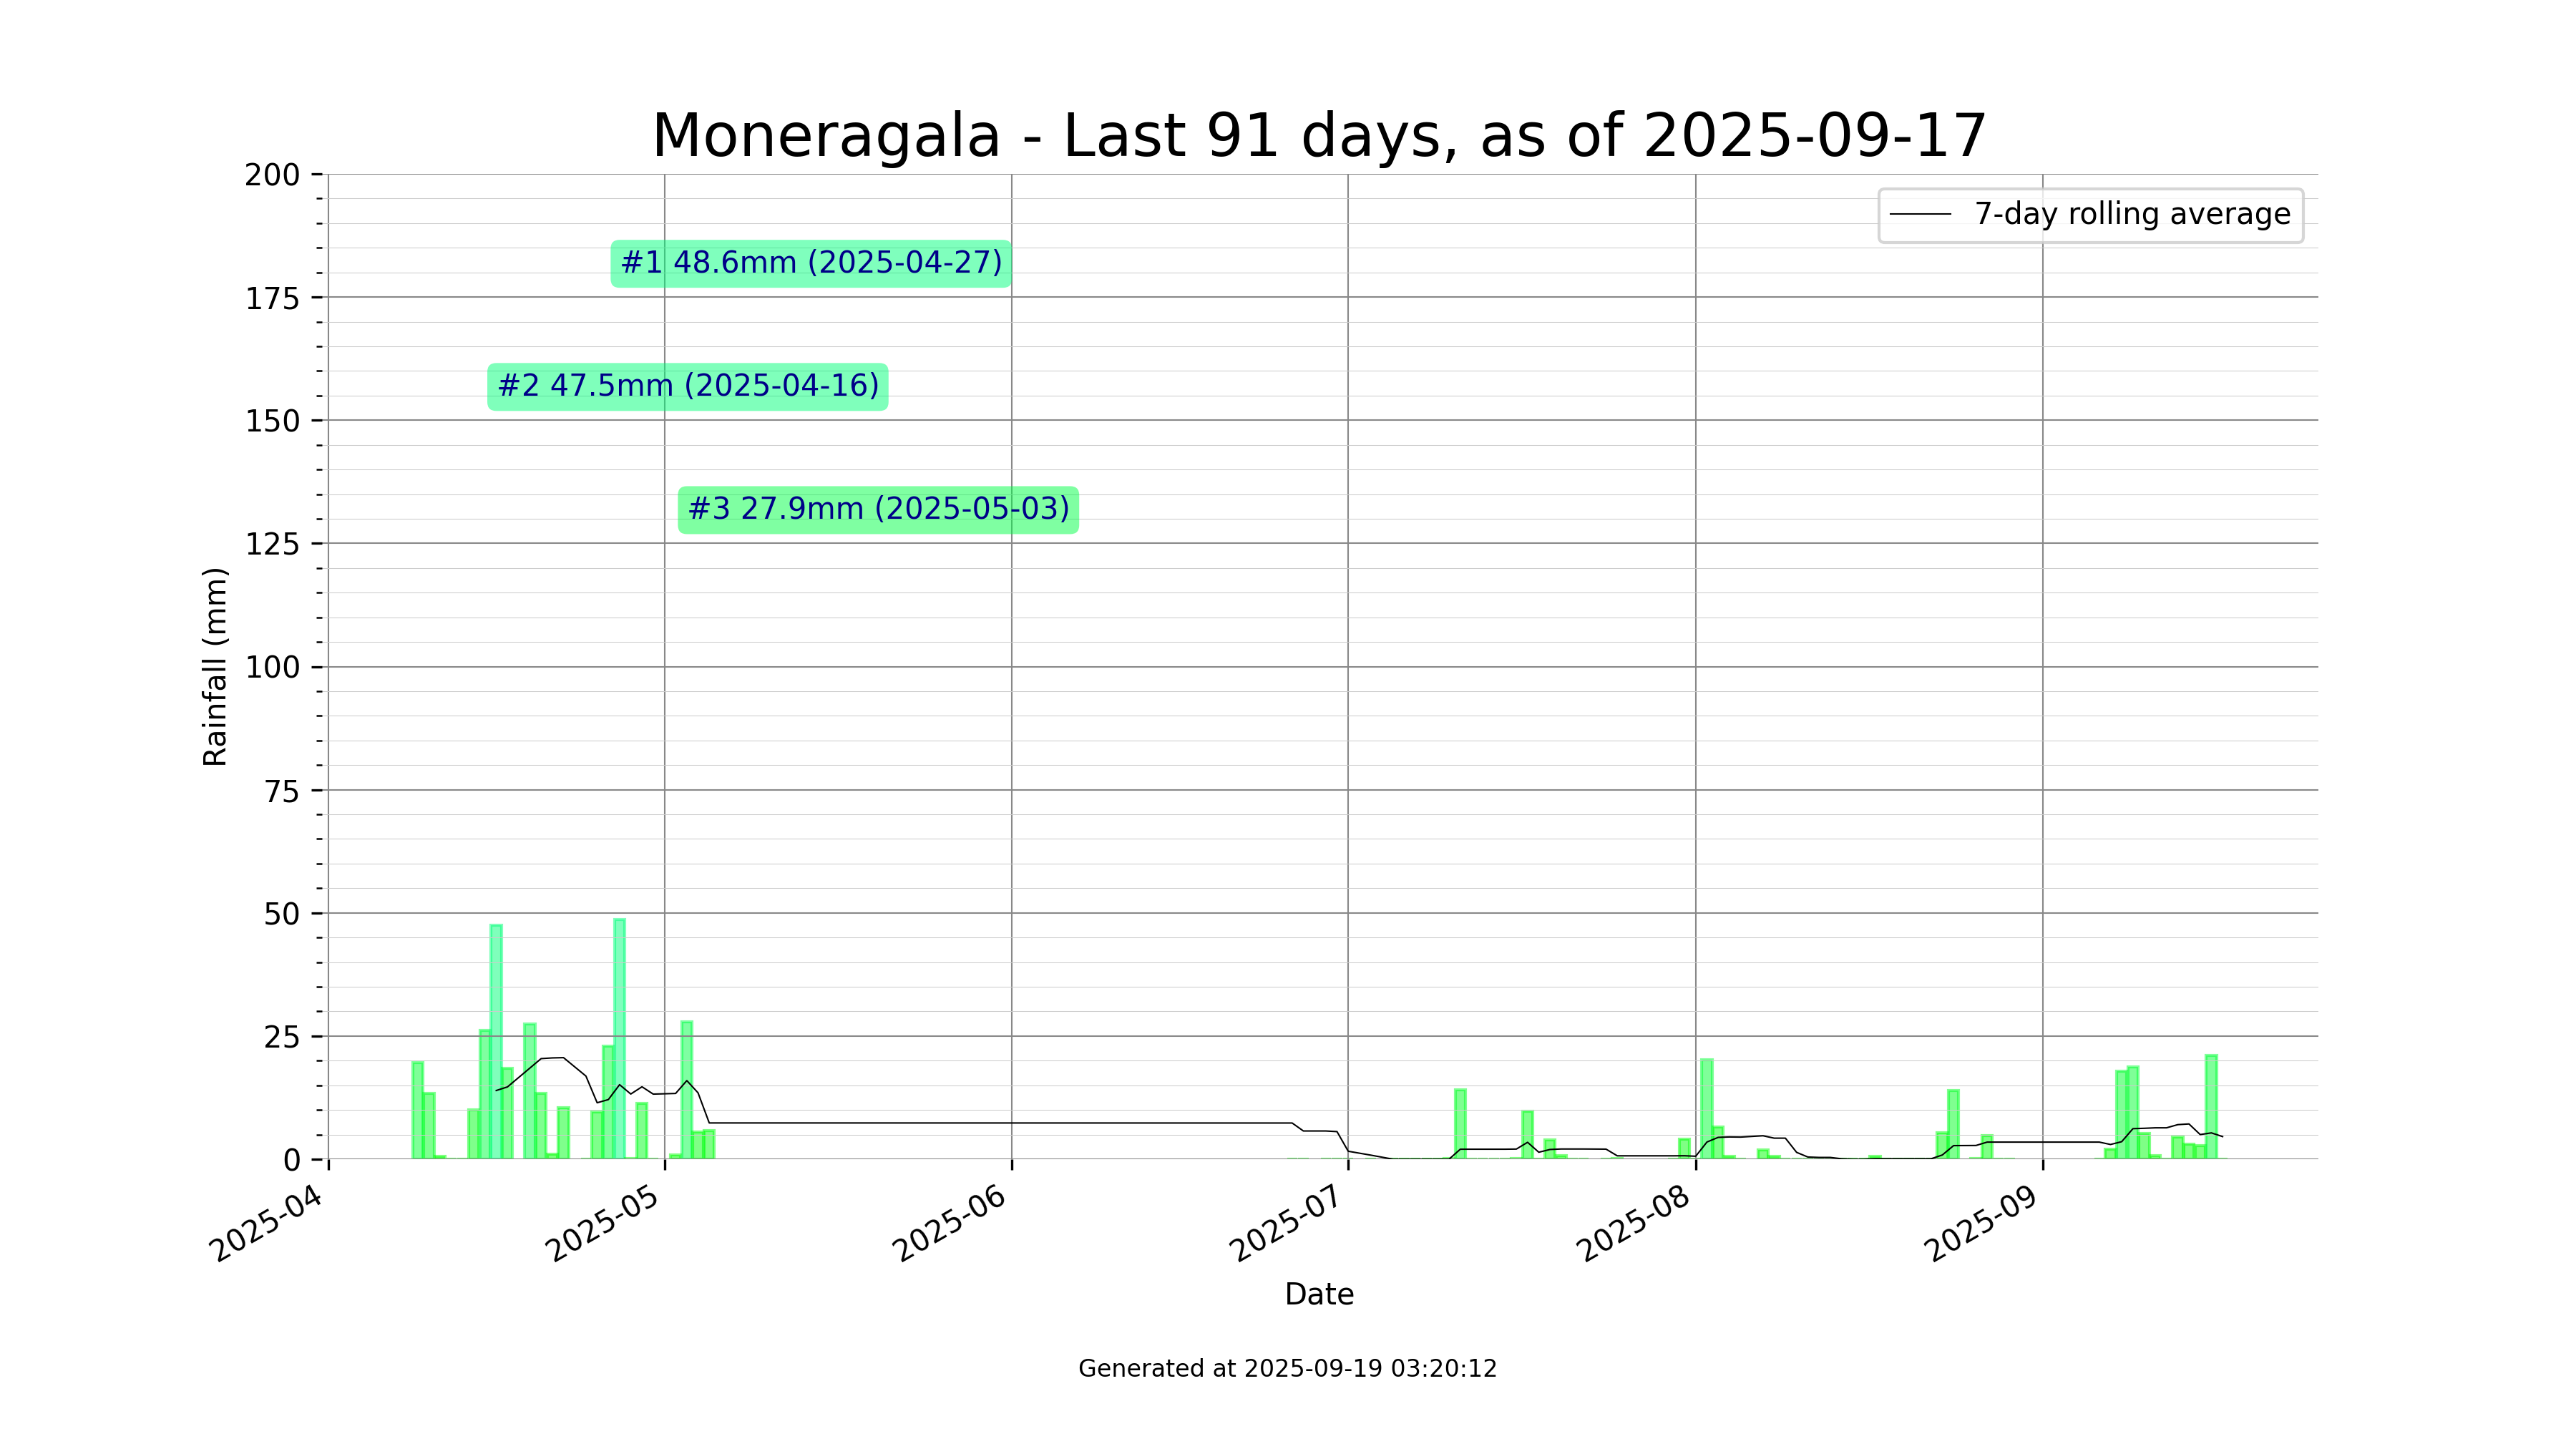 Moneragala - Last 91 days, as of 2025-09-17
200
175
150
125
100
75
50
25
0
Rainfall (mm)
7-day rolling average
#1 48.6mm (2025-04-27)
#2 47.5mm (2025-04-16)
#3 27.9mm (2025-05-03)
2025-04
2025-05
2025-06
2025-07
2025-08
2025-09
Date
Generated at 2025-09-19 03:20:12